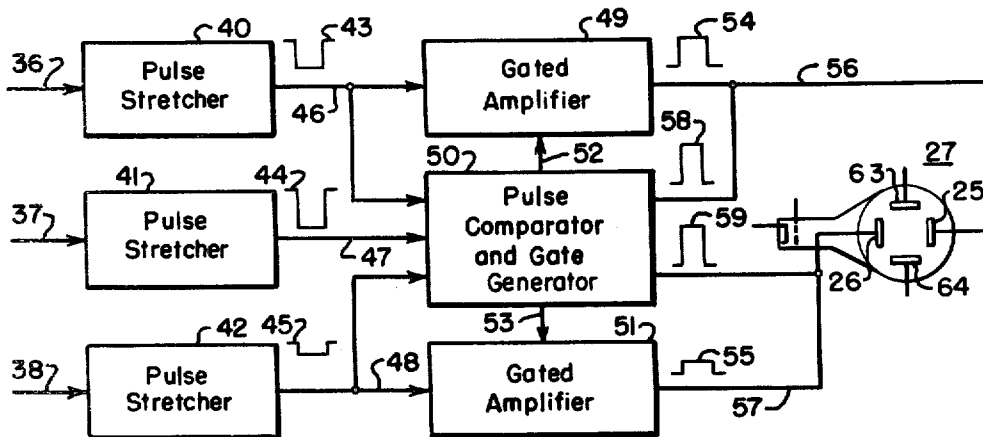 40
43
49
54
36
Pulse
Stretcher
46
Gated
Amplifier
56
52
58
27
50
63
25
41
44
37
Pulse
Stretcher
47
Pulse
Comparator
and Gate
Generator
59
26
64
53
51
42
45
38
Pulse
Stretcher
48
Gated
Amplifier
55
57